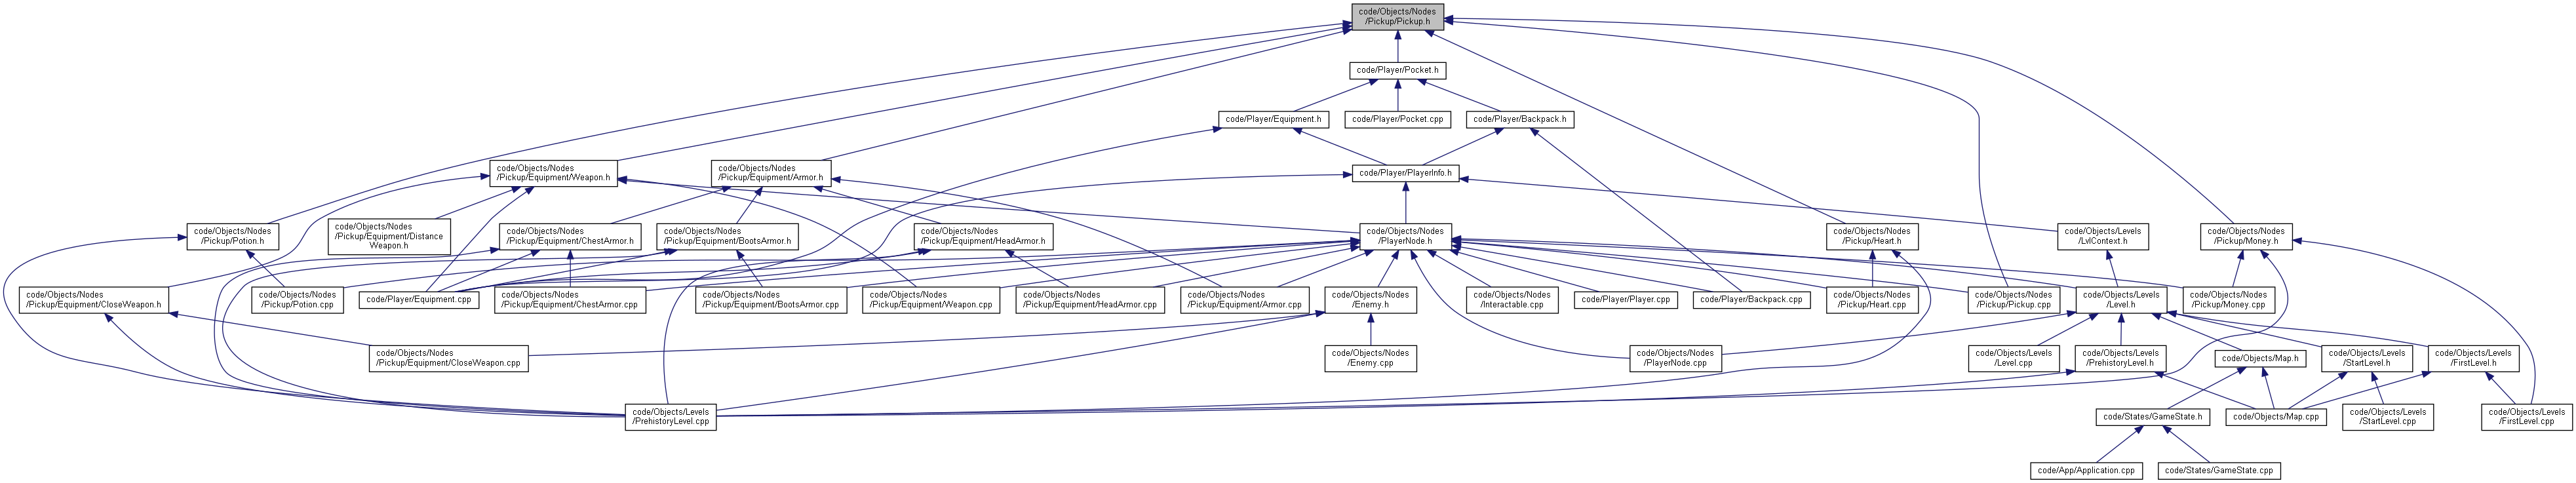 code/Objects/Nodes
/Pickup/Pickup.h
code/Player/Pocket.h
code/Player/Equipment.h
code/Player/Pocket.cpp
code/Player/Backpack.h
code/Objects/Nodes
/Pickup/Equipment/Weapon.h
code/Objects/Nodes
/Pickup/Equipment/Armor.h
code/Player/PlayerInfo.h
code/Objects/Nodes
/Pickup/Potion.h
code/Objects/Nodes
/Pickup/Equipment/Distance
Weapon.h
code/Objects/Nodes
/Pickup/Equipment/ChestArmor.h
code/Objects/Nodes
/Pickup/Equipment/BootsArmor.h
code/Objects/Nodes
/Pickup/Equipment/HeadArmor.h
code/Objects/Nodes
/PlayerNode.h
code/Objects/Nodes
/Pickup/Heart.h
code/Objects/Levels
/LvlContext.h
code/Objects/Nodes
/Pickup/Money.h
code/Objects/Nodes
/Pickup/Equipment/CloseWeapon.h
code/Objects/Nodes
/Pickup/Potion.cpp
code/Player/Equipment.cpp
code/Objects/Nodes
/Pickup/Equipment/ChestArmor.cpp
code/Objects/Nodes
/Pickup/Equipment/BootsArmor.cpp
code/Objects/Nodes
/Pickup/Equipment/Weapon.cpp
code/Objects/Nodes
/Pickup/Equipment/HeadArmor.cpp
code/Objects/Nodes
/Pickup/Equipment/Armor.cpp
code/Objects/Nodes
/Enemy.h
code/Objects/Nodes
/Interactable.cpp
code/Player/Player.cpp
code/Player/Backpack.cpp
code/Objects/Nodes
/Pickup/Heart.cpp
code/Objects/Nodes
/Pickup/Pickup.cpp
code/Objects/Levels
/Level.h
code/Objects/Nodes
/Pickup/Money.cpp
code/Objects/Nodes
/Pickup/Equipment/CloseWeapon.cpp
code/Objects/Nodes
/Enemy.cpp
code/Objects/Nodes
/PlayerNode.cpp
code/Objects/Levels
/Level.cpp
code/Objects/Levels
/PrehistoryLevel.h
code/Objects/Map.h
code/Objects/Levels
/StartLevel.h
code/Objects/Levels
/FirstLevel.h
code/Objects/Levels
/PrehistoryLevel.cpp
code/States/GameState.h
code/Objects/Map.cpp
code/Objects/Levels
/StartLevel.cpp
code/Objects/Levels
/FirstLevel.cpp
code/App/Application.cpp
code/States/GameState.cpp